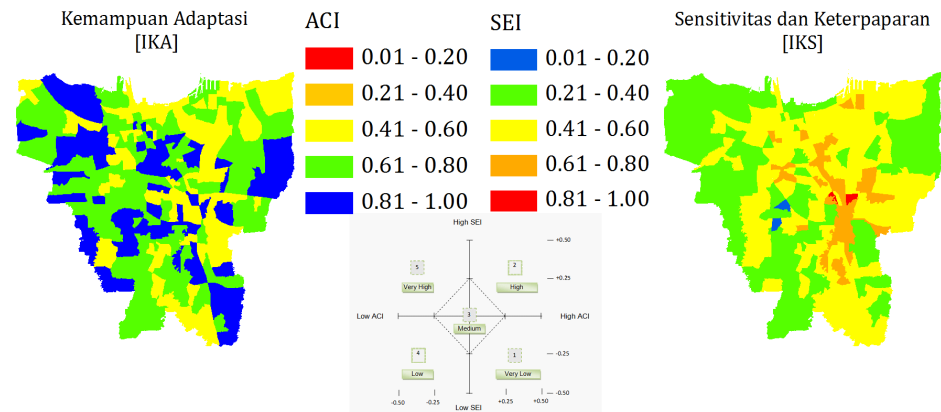 Kemampuan Adaptasi
[IKA]
ACI
0.01 - 0.20
0.21 - 0.40
0.41 - 0.60
0.61 - 0.80
0.81 - 1.00
SEI
0.01 - 0.20
0.21 - 0.40
0.41 - 0.60
0.61 - 0.80
0.81 - 1.00
Sensitivitas dan Keterpaparan
[IKS]
High SEI
+0.50
5
2
+0.25
Very High
High
3
Low ACI
High ACI
Medium
4
1
-0.25
Low
Very Low
-0.50
-0.50
-0.25
+0.25
+0.50
Low SEI